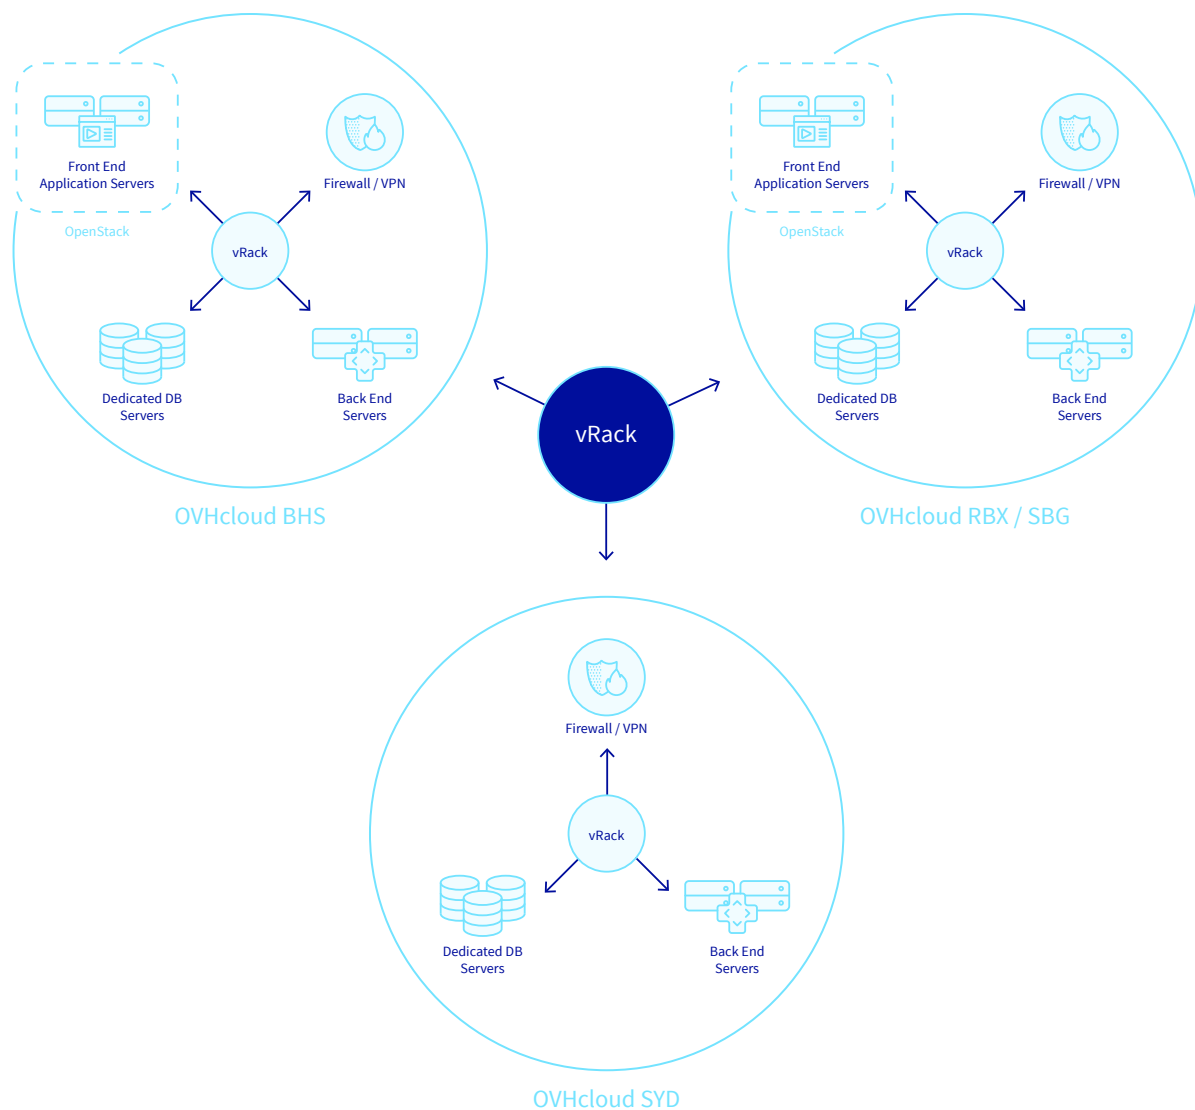 Front End
Application Servers
Firewall / VPN
OpenStack
vRack
Dedicated DB
Servers
Back End
Servers
OVHcloud BHS
Front End
Application Servers
Firewall / VPN
OpenStack
vRack
Dedicated DB
Servers
Back End
Servers
OVHcloud RBX / SBG
vRack
Firewall / VPN
vRack
Dedicated DB
Servers
Back End
Servers
OVHcloud SYD